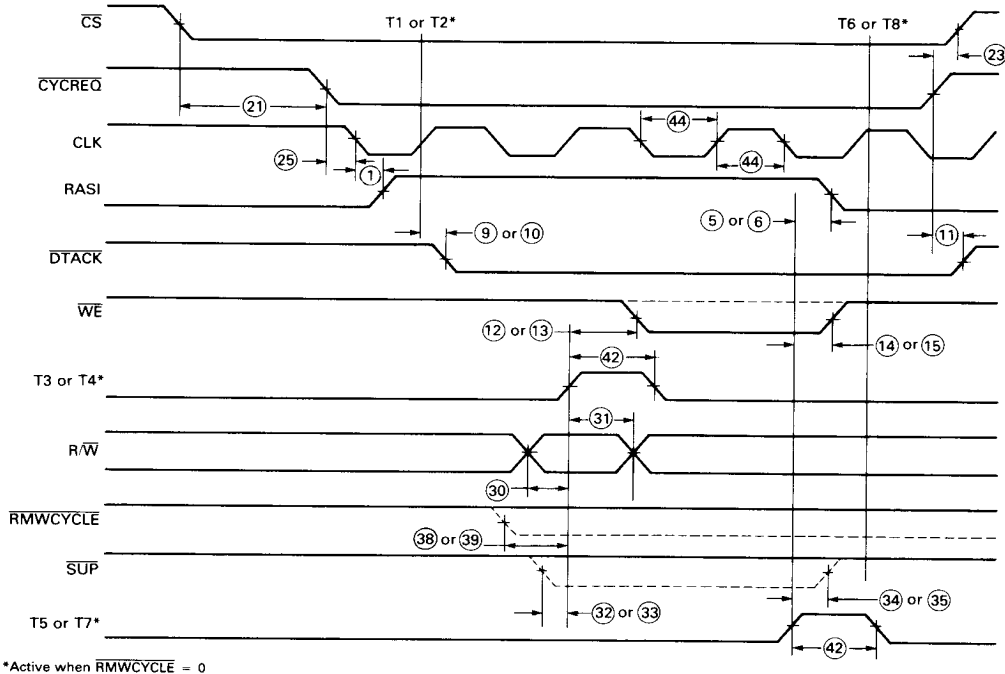 T1 or T2*
T6 or T8*
CS
23
CYCREQ
21
44
CLK
25
1
44
RASI
5 or 6
9 or 10
11
DTACK
WE
12 or 13
14 or 15
42
T3 or T4*
31
R/W
30
RMWCYCLE
38 or 39
SUP
32 or 33
34 or 35
T5 or T7*
42
*Active when RMWCYCLE = 0